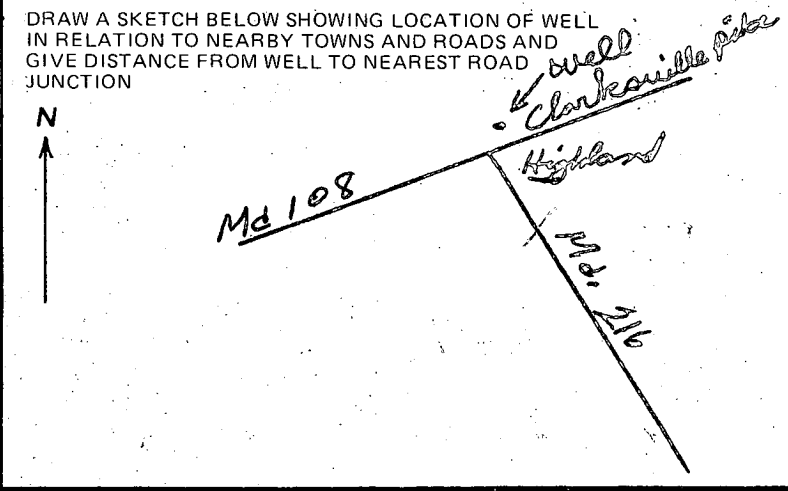 DRAW A SKETCH BELOW SHOWING LOCATION OF WELL
IN RELATION TO NEARBY TOWNS AND ROADS AND
GIVE DISTANCE FROM WELL TO NEAREST ROAD
JUNCTION
N
well
Clarksville pike
Highland
Md 108
Md. 216